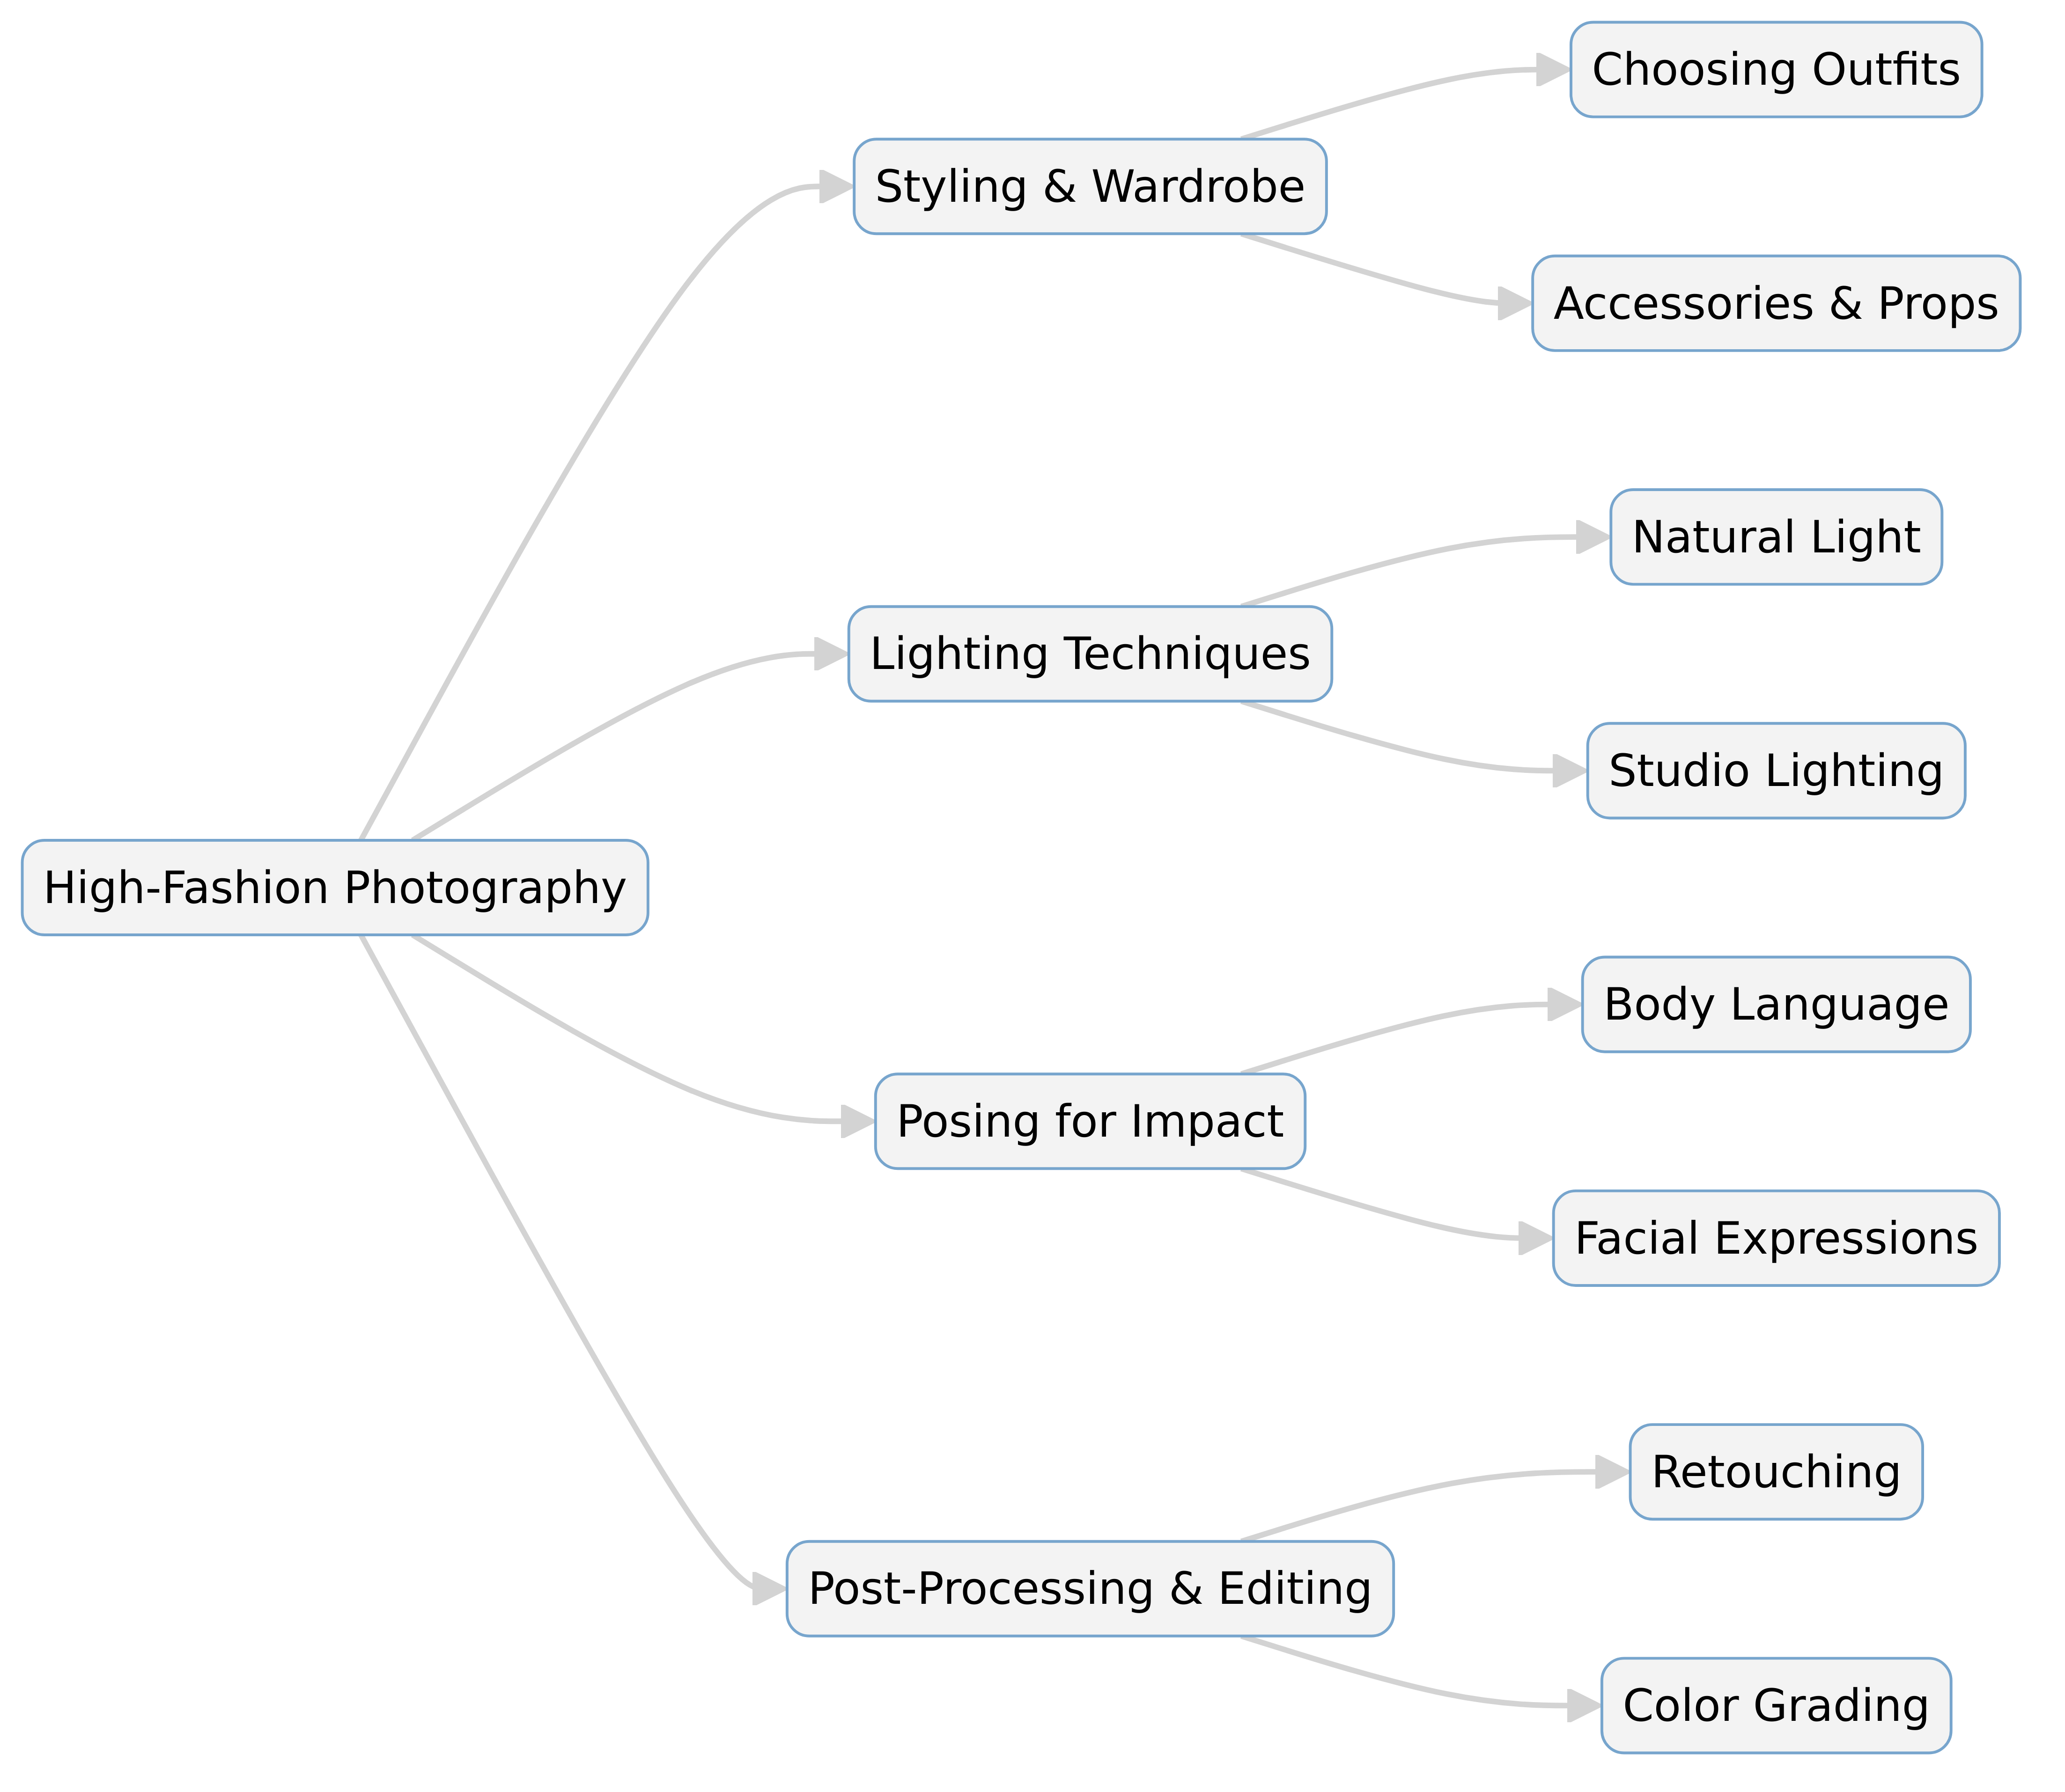 High-Fashion Photography
Styling & Wardrobe
Choosing Outfits
Accessories & Props
Lighting Techniques
Natural Light
Studio Lighting
Posing for Impact
Body Language
Facial Expressions
Post-Processing & Editing
Retouching
Color Grading